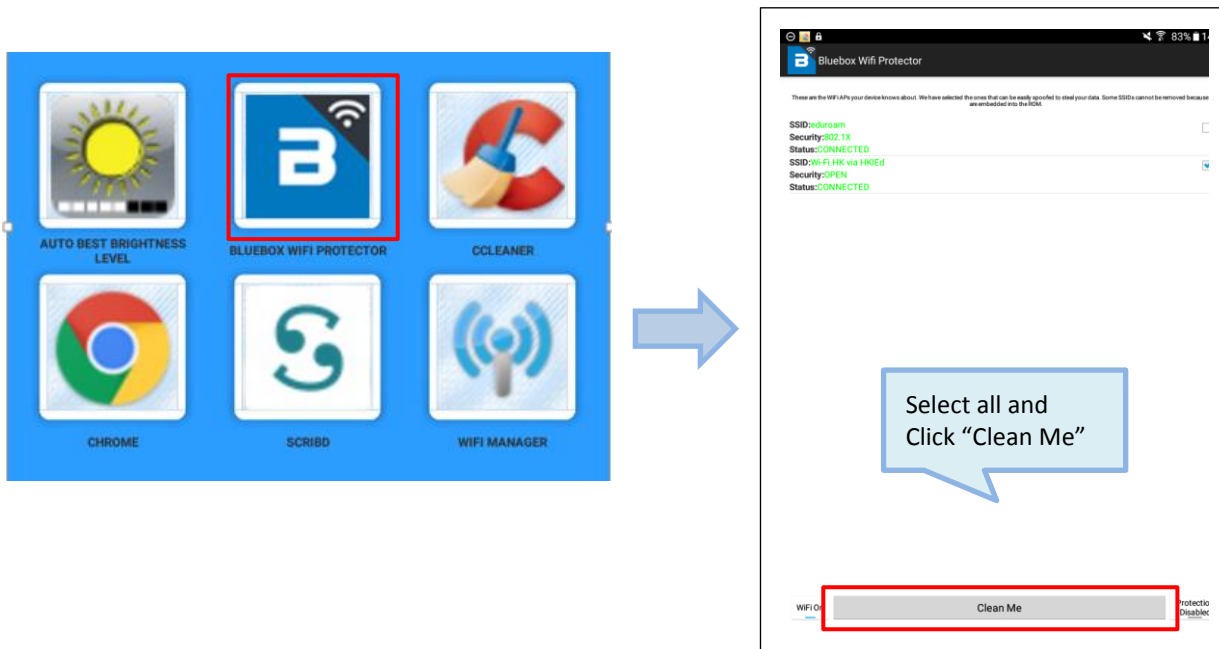 AUTO BEST BRIGHTNESS
LEVEL
BLUEBOX WIFI PROTECTOR
CCLEANER
CHROME
SCRIBD
WIFI MANAGER
83% 14
Bluebox Wifi Protector
These are the WiFi APs your device knows about. We have selected the ones that can be easily spoofed to steal your data. Some SSIDs cannot be removed because
are embedded into the ROM.
SSID:eduroam
Security:802.1X
Status:CONNECTED
SSID:Wi-Fi.HK via HKIEd
Security:OPEN
Status:CONNECTED
Select all and
Click “Clean Me”
WiFi On
Clean Me
Protection
Disabled